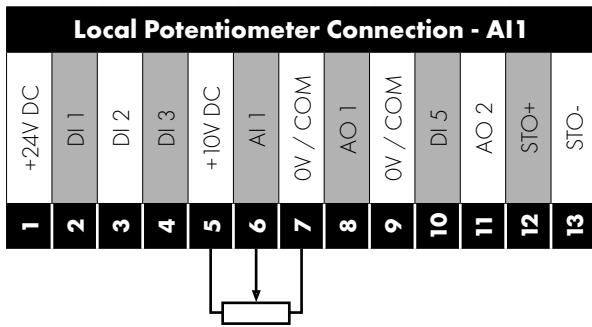 Local Potentiometer Connection - AI1
+24V DC
DI 1
DI 2
DI 3
+10V DC
AI 1
0V / COM
AO 1
0V / COM
DI 5
AO 2
STO+
STO-
1
2
3
4
5
6
7
8
9
10
11
12
13